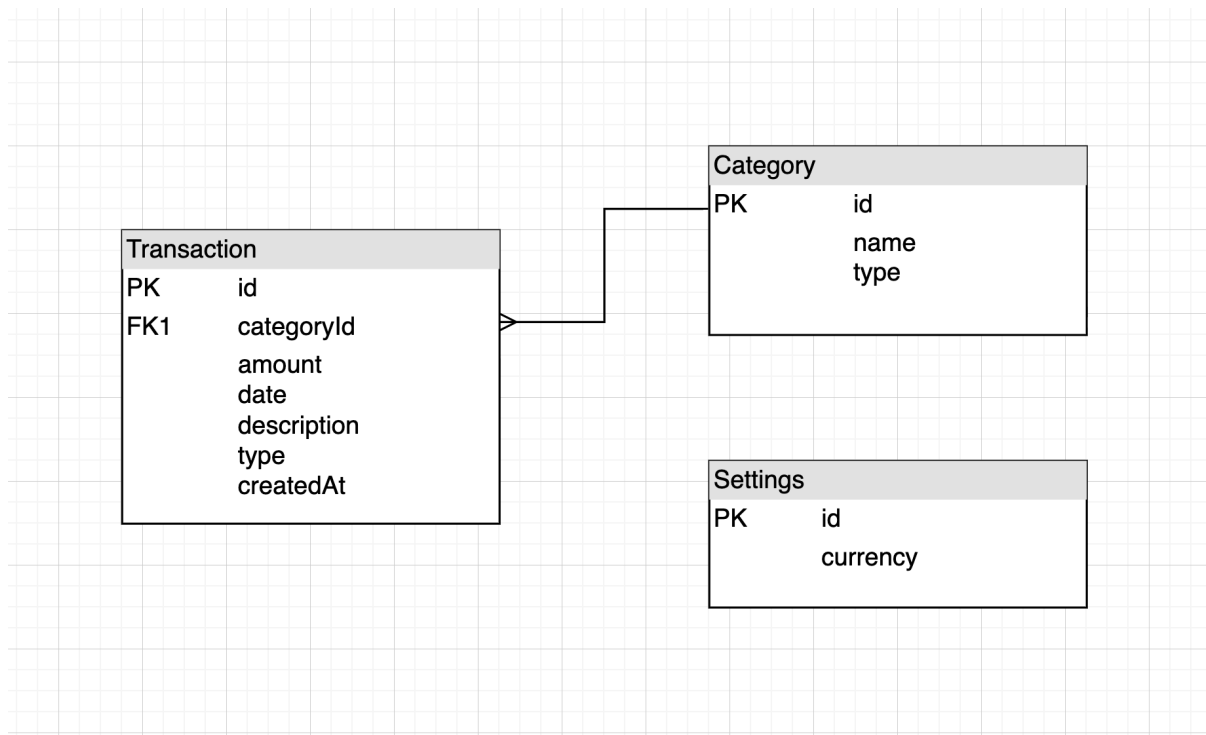 Transaction
PK id
FK1 categoryId
amount
date
description
type
createdAt
Category
PK id
name
type
Settings
PK id
currency